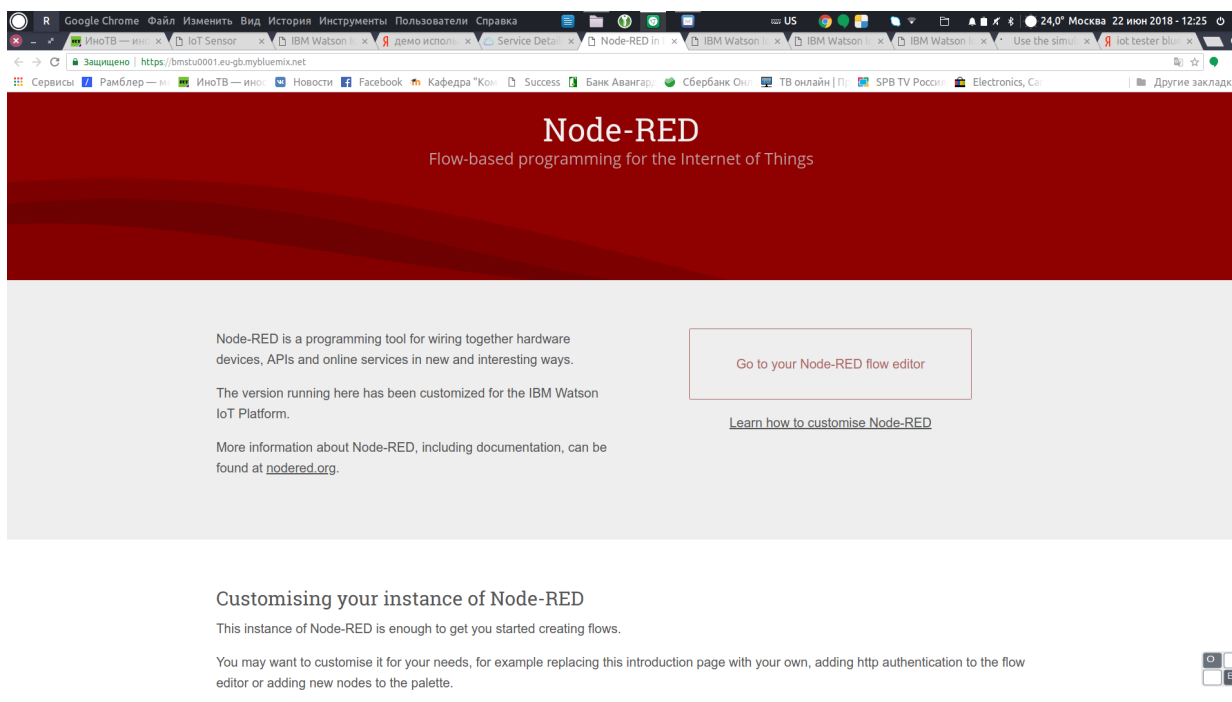 R Google Chrome Файл Изменить Вид История Инструменты Пользователи Справка US 24,0° Москва 22 июн 2018 - 12:25
ИноТВ — ино IoT Sensor IBM Watson I демо исполь Service Detail Node-RED in t IBM Watson I IBM Watson I IBM Watson I Use the simul iot tester blue
Защищено | https://bmstu0001.eu-gb.mybluemix.net
Сервисы Рамблер — м ИноТВ — инос Новости Facebook Кафедра "Ком Success Банк Авангард Сбербанк Онл ТВ онлайн | Пр SPB TV Россия Electronics, Ca Другие закладк
Node-RED
Flow-based programming for the Internet of Things
Node-RED is a programming tool for wiring together hardware
devices, APIs and online services in new and interesting ways.
The version running here has been customized for the IBM Watson
IoT Platform.
More information about Node-RED, including documentation, can be
found at nodered.org.
Go to your Node-RED flow editor
Learn how to customise Node-RED
Customising your instance of Node-RED
This instance of Node-RED is enough to get you started creating flows.
You may want to customise it for your needs, for example replacing this introduction page with your own, adding http authentication to the flow
editor or adding new nodes to the palette.
O
E